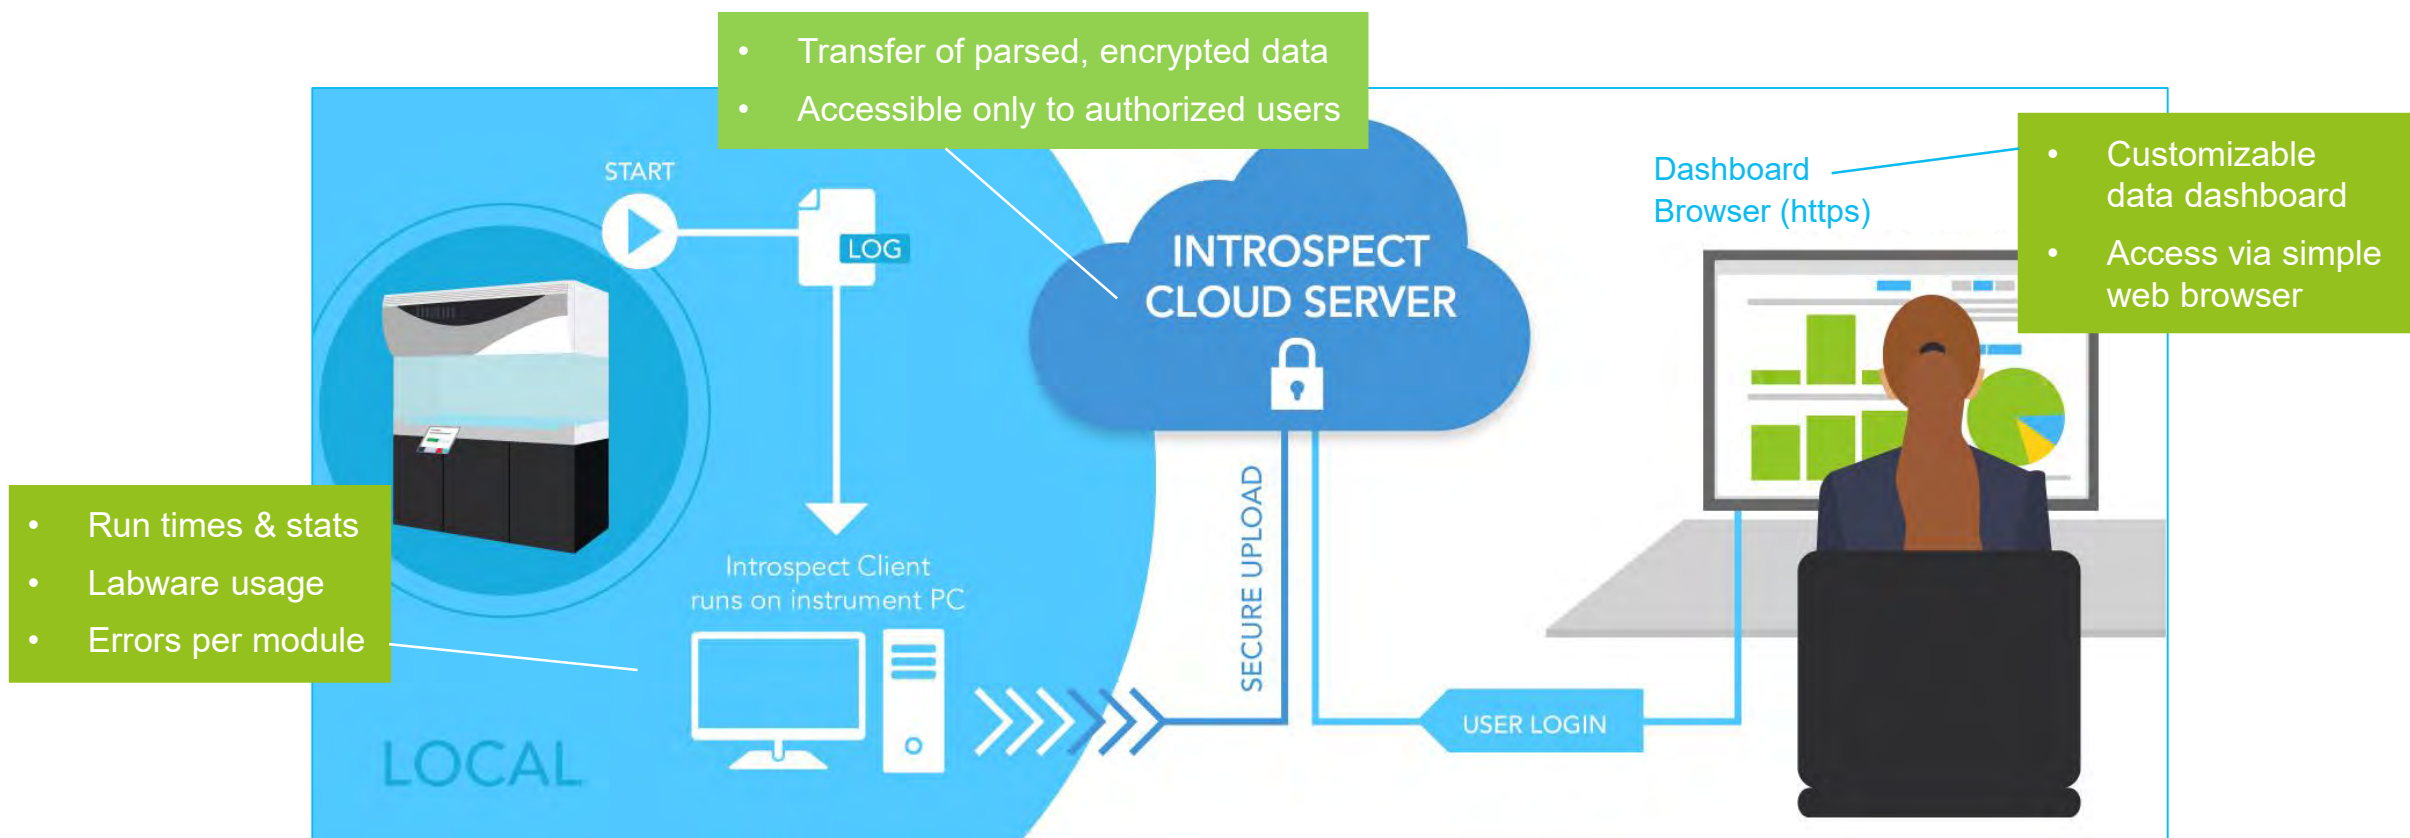 • Transfer of parsed, encrypted data
• Accessible only to authorized users
START
LOG
INTROSPECT
CLOUD SERVER
Dashboard
Browser (https)
• Customizable
data dashboard
• Access via simple
web browser
• Run times & stats
• Labware usage
• Errors per module
Introspect Client
runs on instrument PC
SECURE UPLOAD
USER LOGIN
LOCAL